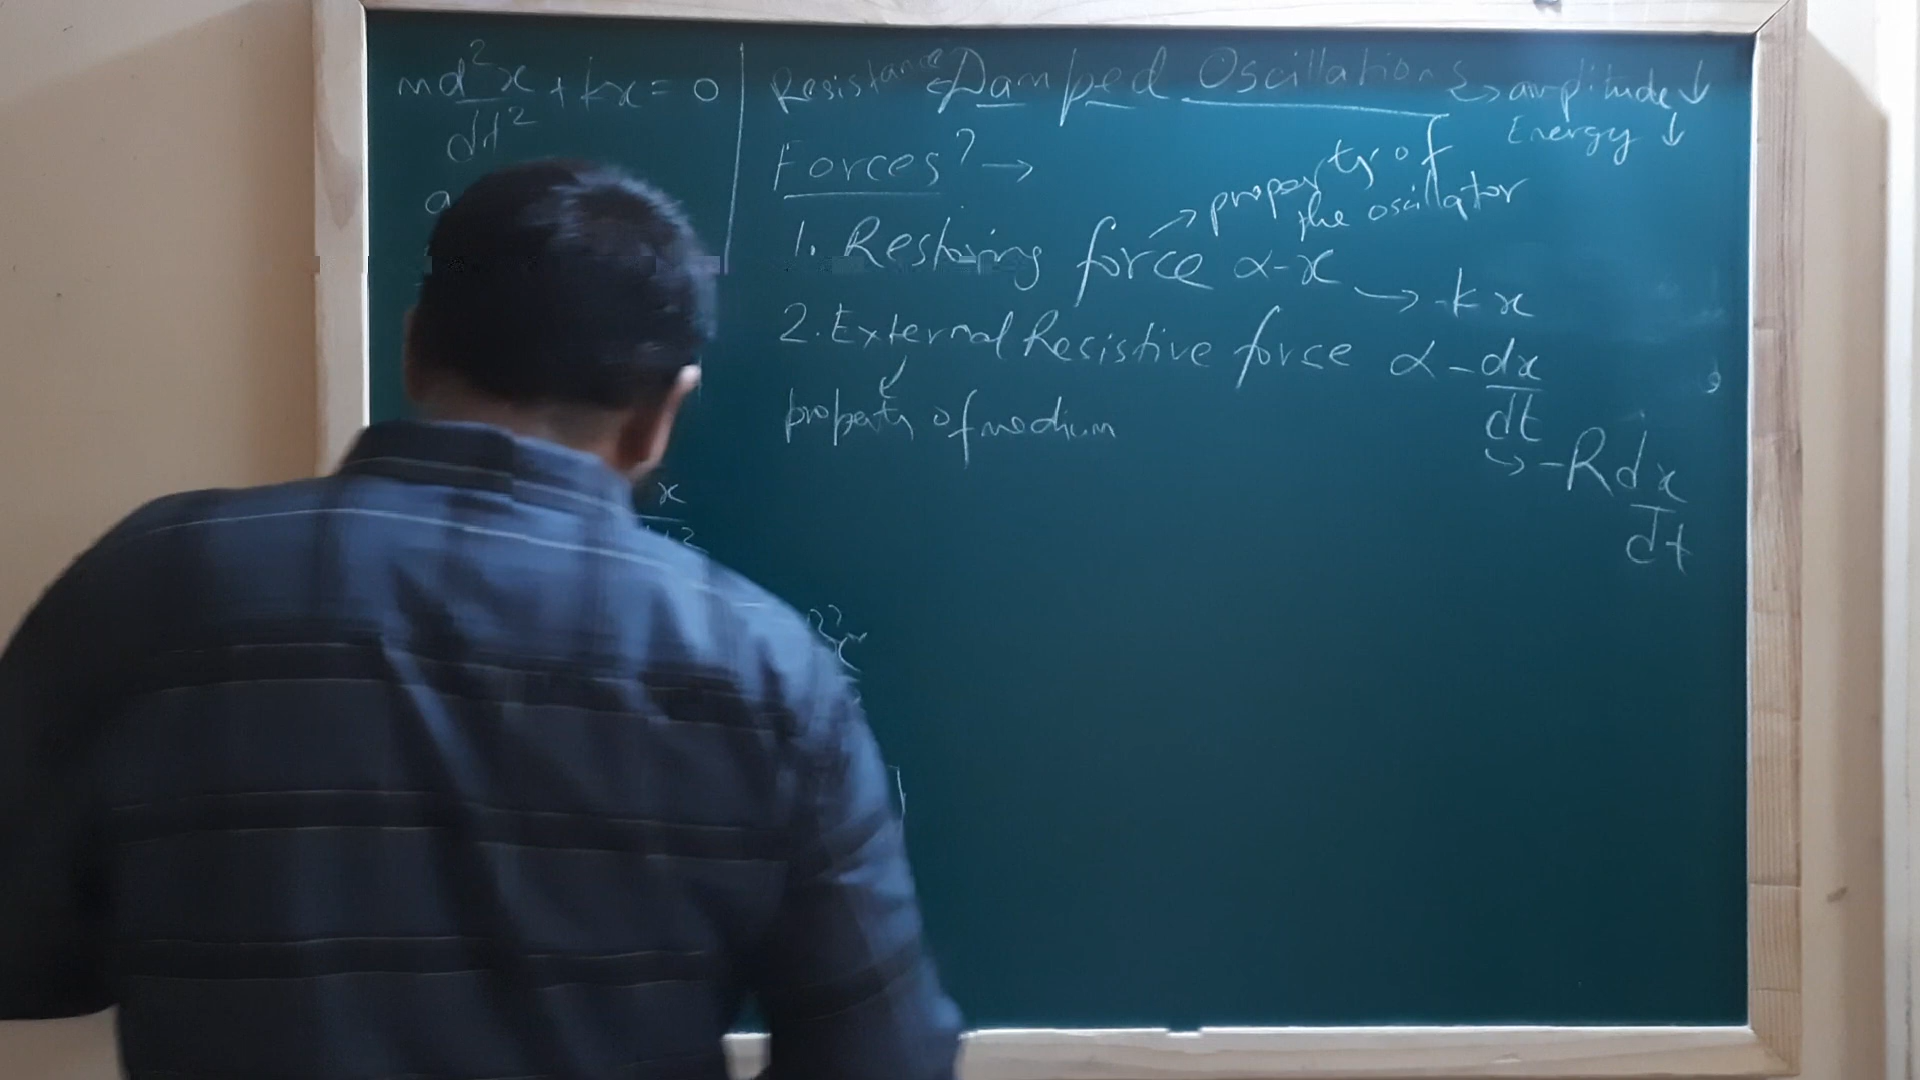 md²x/dt² + kx = 0
Resistance ← Damped Oscillations → amplitude ↓
Energy ↓
Forces? →
→ property of
the oscillator
1. Restoring force α-x → -kx
2. External Resistive force α -dx/dt
property of medium
→ -R dx/dt